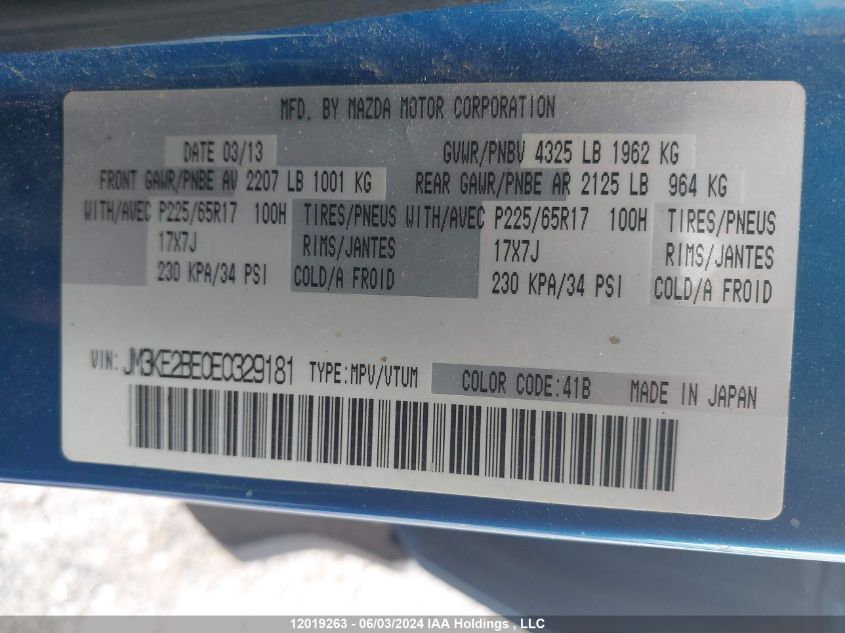 MFD. BY MAZDA MOTOR CORPORATION
DATE 03/13 GVWR/PNBV 4325 LB 1962 KG
FRONT GAWR/PNBE AV 2207 LB 1001 KG REAR GAWR/PNBE AR 2125 LB 964 KG
WITH/AVEC P225/65R17 100H TIRES/PNEUS WITH/AVEC P225/65R17 100H TIRES/PNEUS
17X7J RIMS/JANTES 17X7J RIMS/JANTES
230 KPA/34 PSI COLD/A FROID 230 KPA/34 PSI COLD/A FROID
VIN: JM3KE2BE0E0329181 TYPE:MPV/VTUM COLOR CODE:41B MADE IN JAPAN
12019263 - 06/03/2024 IAA Holdings, LLC